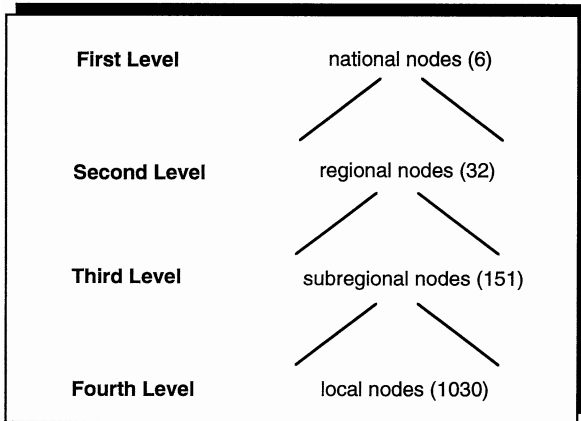 First Level national nodes (6)
Second Level regional nodes (32)
Third Level subregional nodes (151)
Fourth Level local nodes (1030)